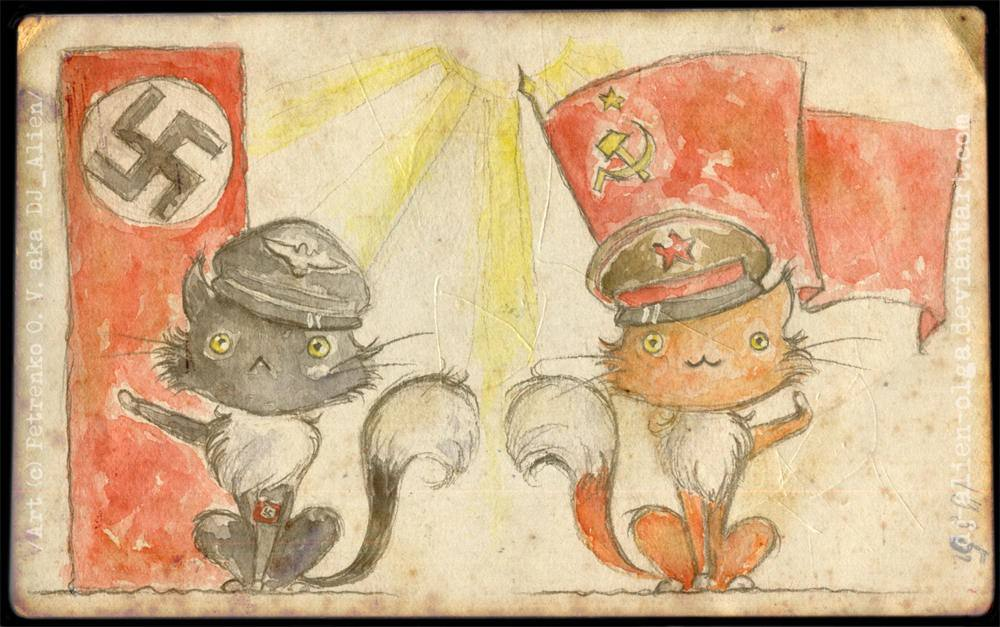 /Art (c) Petrenko O. V. aka DJ_Alien/
alien-olga.deviantart.com